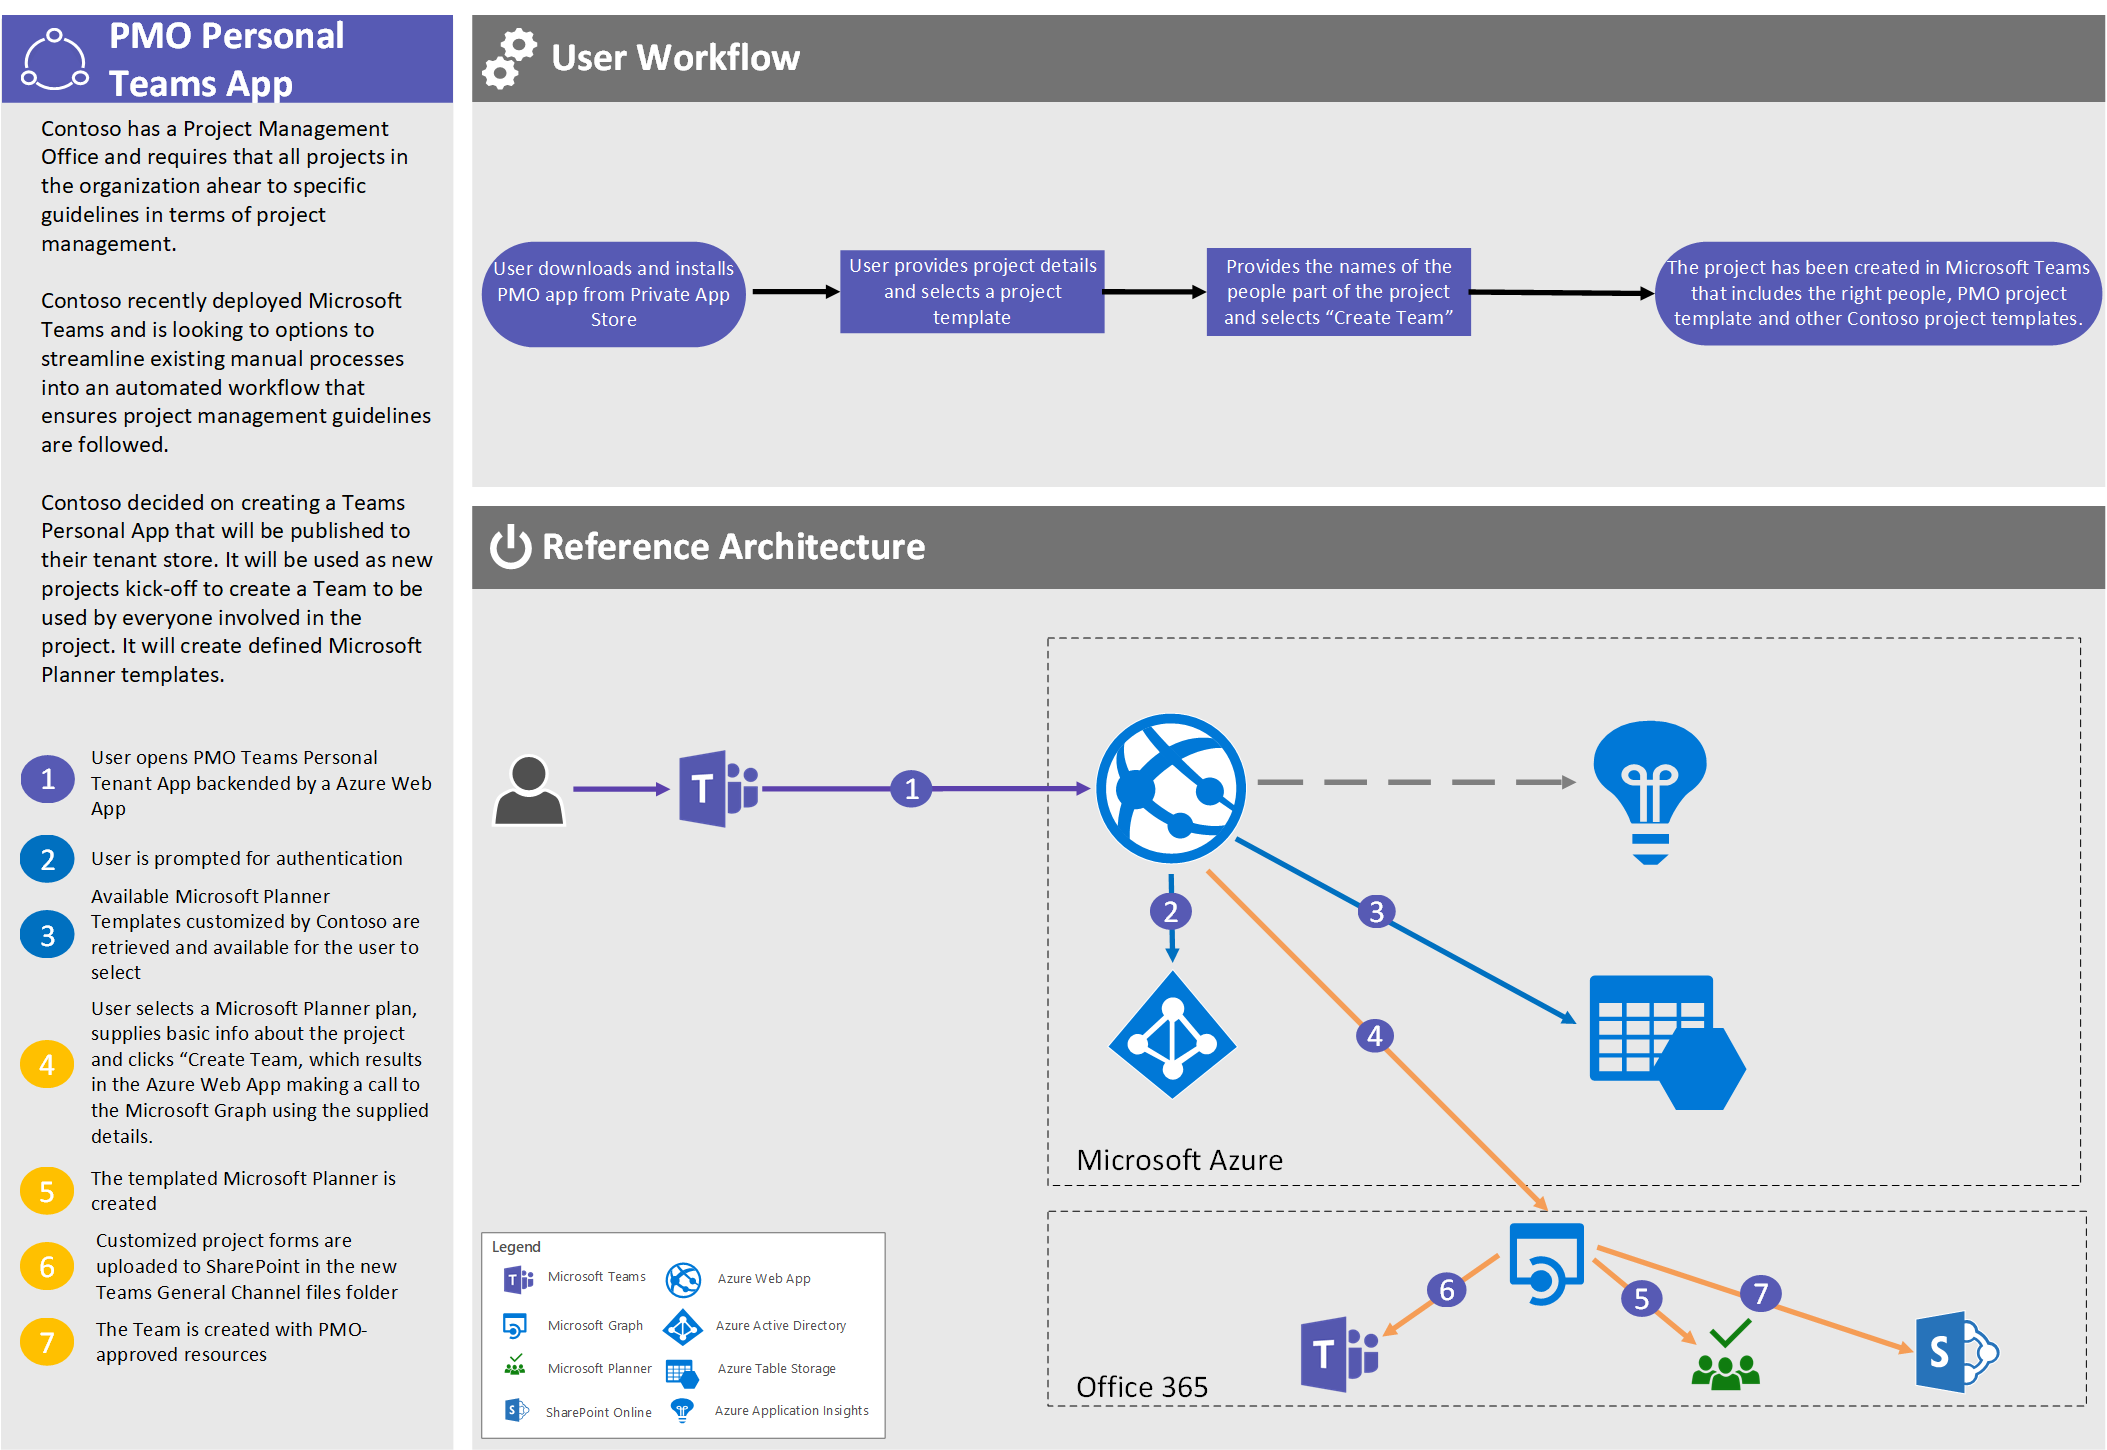 PMO Personal
Teams App
Contoso has a Project Management
Office and requires that all projects in
the organization ahear to specific
guidelines in terms of project
management.
Contoso recently deployed Microsoft
Teams and is looking to options to
streamline existing manual processes
into an automated workflow that
ensures project management guidelines
are followed.
Contoso decided on creating a Teams
Personal App that will be published to
their tenant store. It will be used as new
projects kick-off to create a Team to be
used by everyone involved in the
project. It will create defined Microsoft
Planner templates.
1
User opens PMO Teams Personal
Tenant App backended by a Azure Web
App
2
User is prompted for authentication
3
Available Microsoft Planner
Templates customized by Contoso are
retrieved and available for the user to
select
4
User selects a Microsoft Planner plan,
supplies basic info about the project
and clicks “Create Team, which results
in the Azure Web App making a call to
the Microsoft Graph using the supplied
details.
5
The templated Microsoft Planner is
created
6
Customized project forms are
uploaded to SharePoint in the new
Teams General Channel files folder
7
The Team is created with PMO-
approved resources
User Workflow
User downloads and installs
PMO app from Private App
Store
User provides project details
and selects a project
template
Provides the names of the
people part of the project
and selects “Create Team”
The project has been created in Microsoft Teams
that includes the right people, PMO project
template and other Contoso project templates.
Reference Architecture
T
1
2
3
4
Microsoft Azure
6
5
7
T
S
Office 365
Legend
T
Microsoft Teams
Azure Web App
Microsoft Graph
Azure Active Directory
Microsoft Planner
Azure Table Storage
S
SharePoint Online
Azure Application Insights